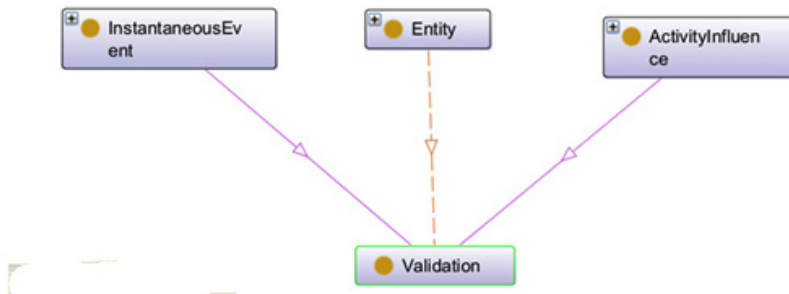 InstantaneousEv
ent
Entity
ActivityInfluen
ce
Validation